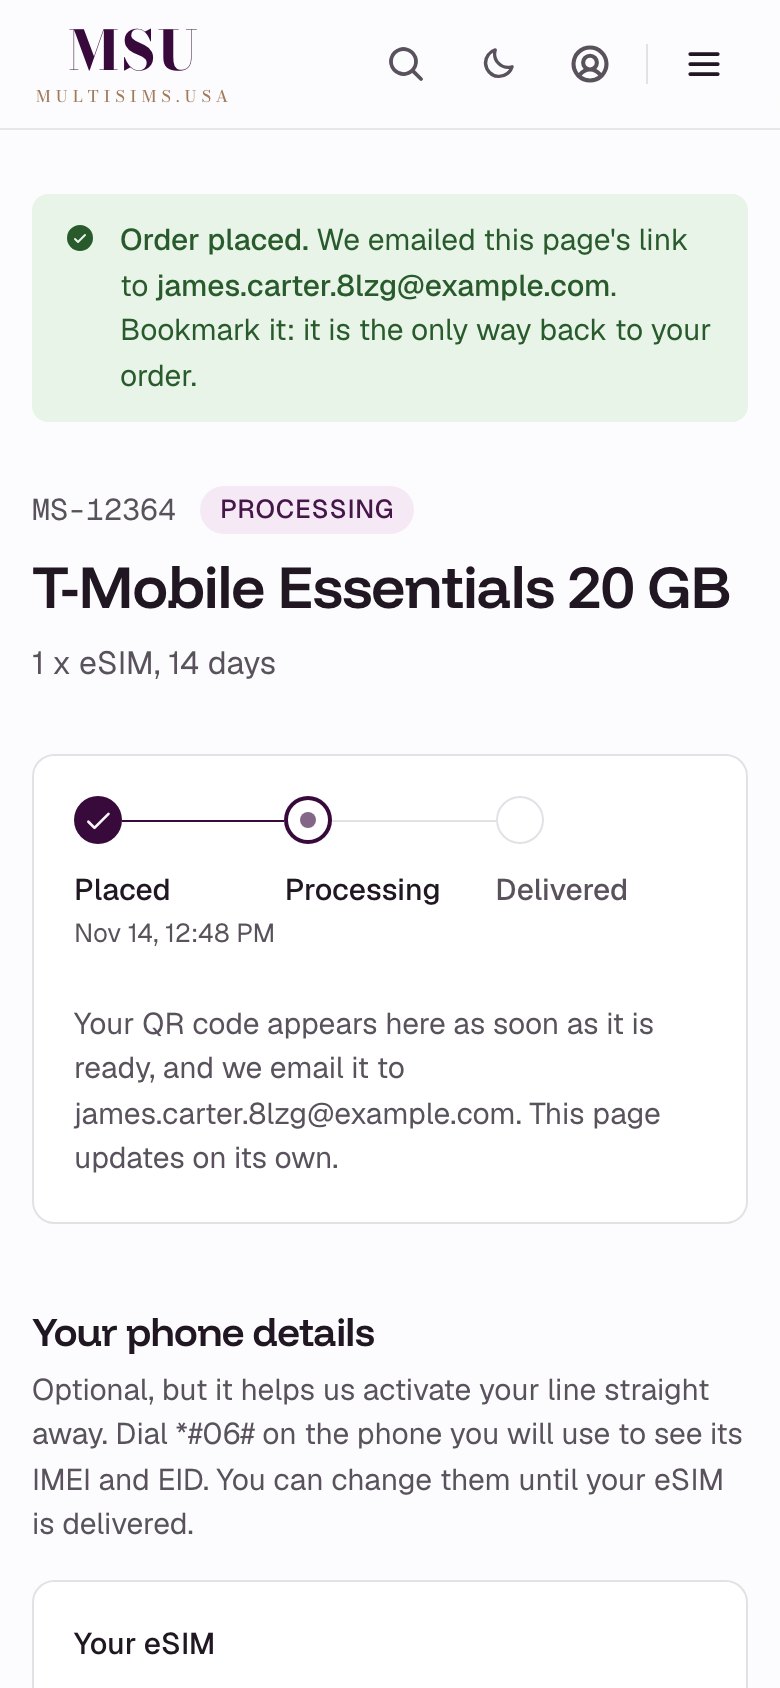 MSU
MULTISIMS.USA
Order placed. We emailed this page's link
to james.carter.8lzg@example.com.
Bookmark it: it is the only way back to your
order.
MS-12364 PROCESSING
T-Mobile Essentials 20 GB
1 x eSIM, 14 days
Placed Processing Delivered
Nov 14, 12:48 PM
Your QR code appears here as soon as it is
ready, and we email it to
james.carter.8lzg@example.com. This page
updates on its own.
Your phone details
Optional, but it helps us activate your line straight
away. Dial *#06# on the phone you will use to see its
IMEI and EID. You can change them until your eSIM
is delivered.
Your eSIM